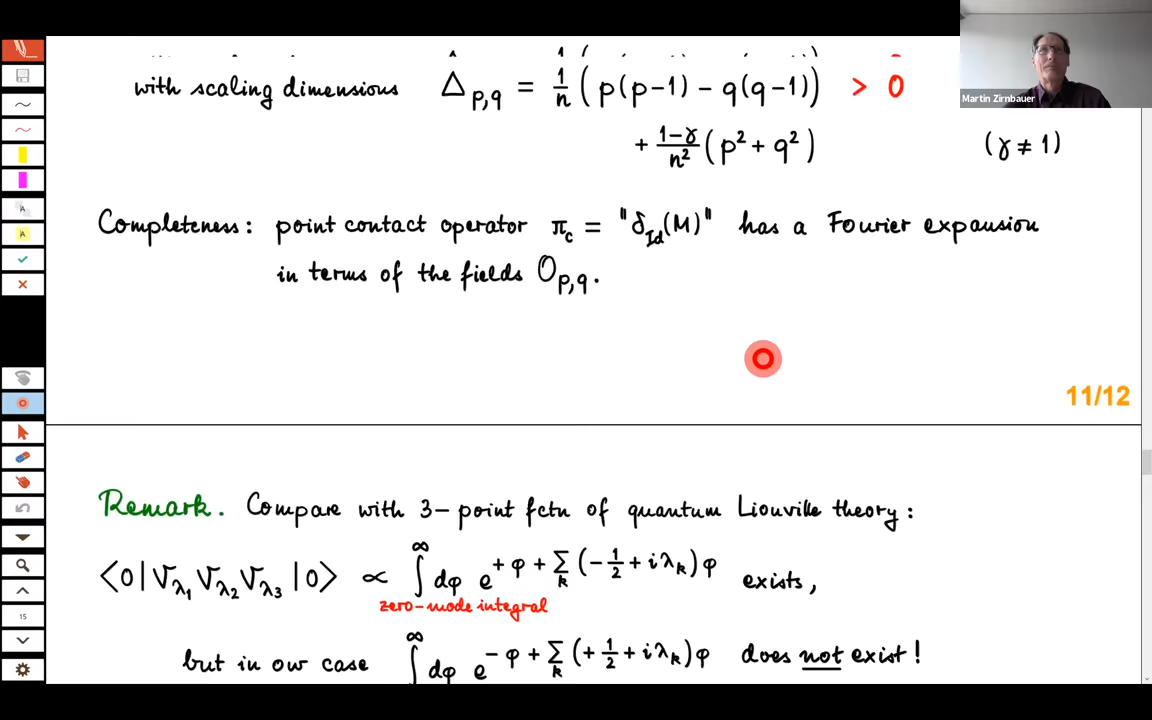 Martin Zirnbauer
with scaling dimensions Δ_{p,q} = 1/n (p(p-1) - q(q-1)) > 0
+ (1-γ)/n² (p² + q²) (γ ≠ 1)
Completeness: point contact operator π_c = "δ_{Id}(M)" has a Fourier expansion
in terms of the fields O_{p,q}.
11/12
Remark. Compare with 3-point fctn of quantum Liouville theory:
⟨0|V_{λ₁} V_{λ₂} V_{λ₃}|0⟩ ∝ ∫^∞ dφ e^{+φ + Σ_k (-1/2 + iλ_k)φ} exists,
zero-mode integral
but in our case ∫^∞ dφ e^{-φ + Σ_k (+1/2 + iλ_k)φ} does not exist!
A
A
15